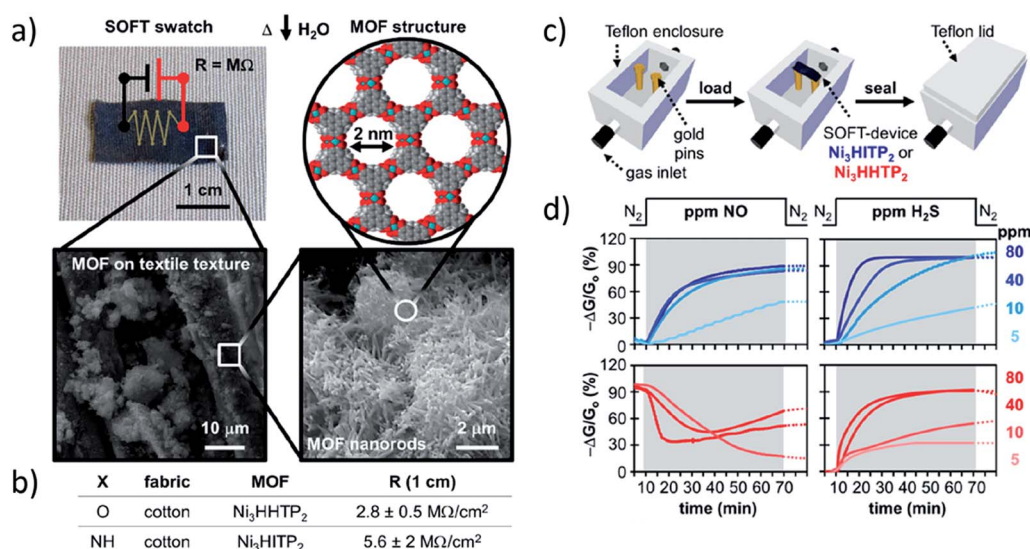 a)
SOFT swatch
Δ ↓ H₂O
MOF structure
R = MΩ
1 cm
2 nm
MOF on textile texture
10 μm
MOF nanorods
2 μm
b)
X fabric MOF R (1 cm)
O cotton Ni₃HHTP₂ 2.8 ± 0.5 MΩ/cm²
NH cotton Ni₃HITP₂ 5.6 ± 2 MΩ/cm²
c)
Teflon enclosure
Teflon lid
load
seal
gold
pins
gas inlet
SOFT-device
Ni₃HITP₂ or
Ni₃HHTP₂
d)
N₂ ppm NO N₂
N₂ ppm H₂S N₂
ppm
-ΔG/Gₒ (%)
120
90
60
30
0
80
40
10
5
-ΔG/Gₒ (%)
120
90
60
30
0
80
40
10
5
10 20 30 40 50 60 70
time (min)
10 20 30 40 50 60 70
time (min)